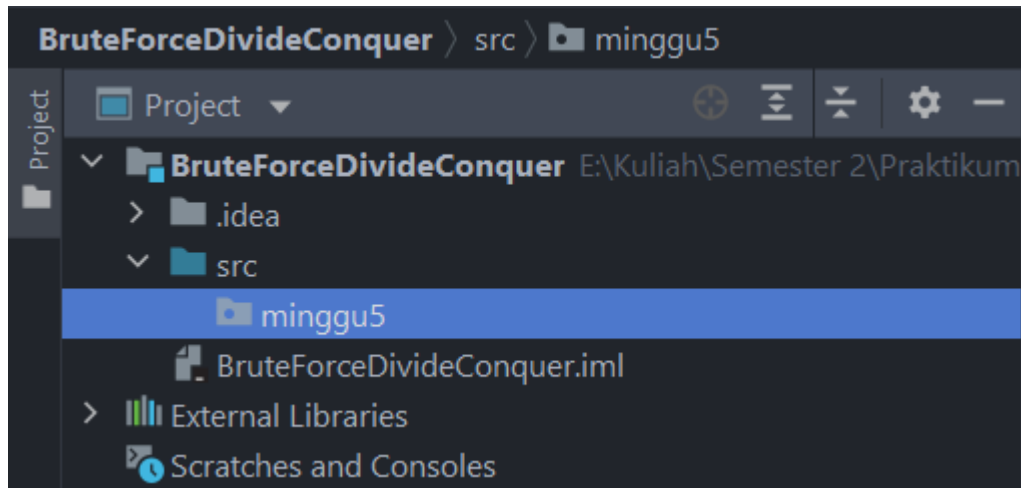 BruteForceDivideConquer 〉 src 〉 minggu5
Project
Project
BruteForceDivideConquer E:\Kuliah\Semester 2\Praktikum
.idea
src
minggu5
BruteForceDivideConquer.iml
External Libraries
Scratches and Consoles